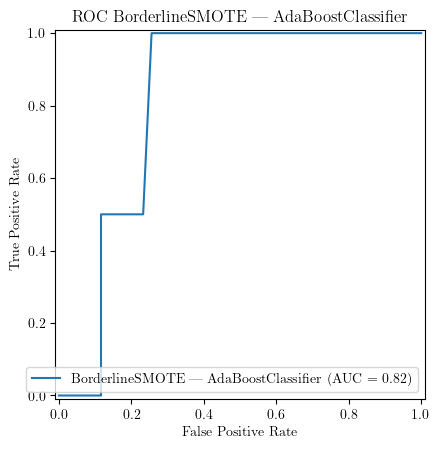 ROC BorderlineSMOTE — AdaBoostClassifier
1.0
0.8
0.6
0.4
0.2
0.0
True Positive Rate
BorderlineSMOTE — AdaBoostClassifier (AUC = 0.82)
0.0 0.2 0.4 0.6 0.8 1.0
False Positive Rate